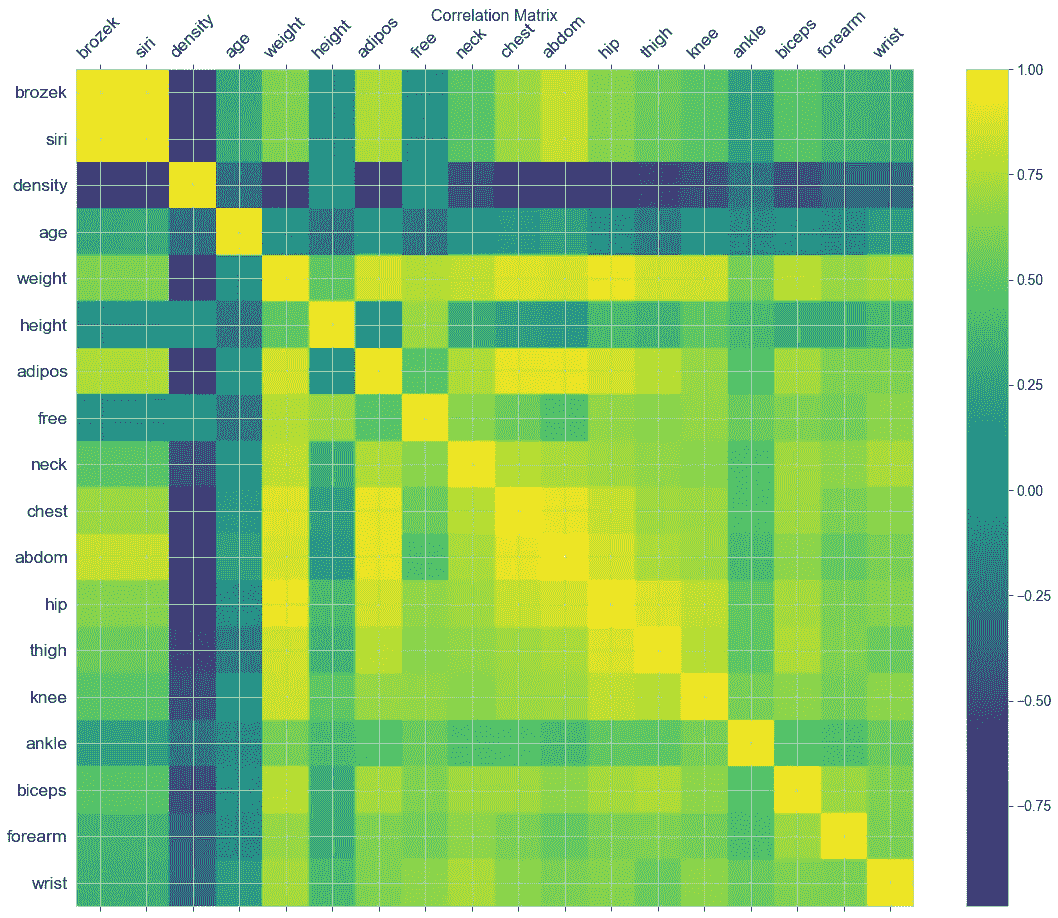 Correlation Matrix
brozek siri density age weight height adipos free neck chest abdom hip thigh knee ankle biceps forearm wrist
brozek
siri
density
age
weight
height
adipos
free
neck
chest
abdom
hip
thigh
knee
ankle
biceps
forearm
wrist
1.00
0.75
0.50
0.25
0.00
−0.25
−0.50
−0.75